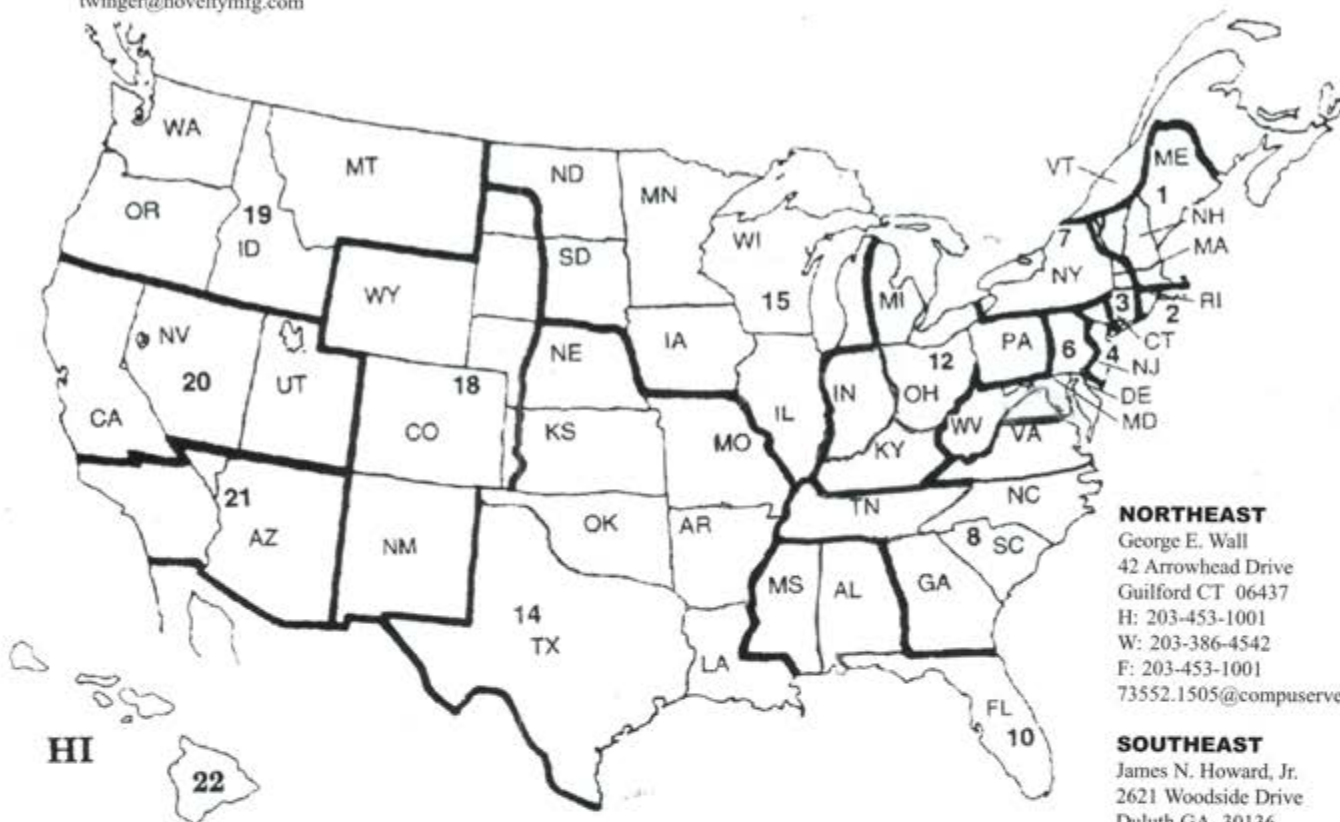 twinger@noveltymfg.com
WA
MT
ND
MN
VT
ME
OR
19
ID
1
NH
WI
SD
7
MA
WY
NY
15
MI
RI
3
2
NV
IA
CT
NE
PA
6
4
12
NJ
20
UT
18
OH
DE
IN
IL
MD
CA
CO
KS
MO
WV
VA
KY
21
NC
TN
AZ
NM
OK
AR
8
SC
MS
AL
GA
14
TX
LA
FL
10
HI
22
NORTHEAST
George E. Wall
42 Arrowhead Drive
Guilford CT 06437
H: 203-453-1001
W: 203-386-4542
F: 203-453-1001
73552.1505@compuserve
SOUTHEAST
James N. Howard, Jr.
2621 Woodside Drive
Duluth GA 30136